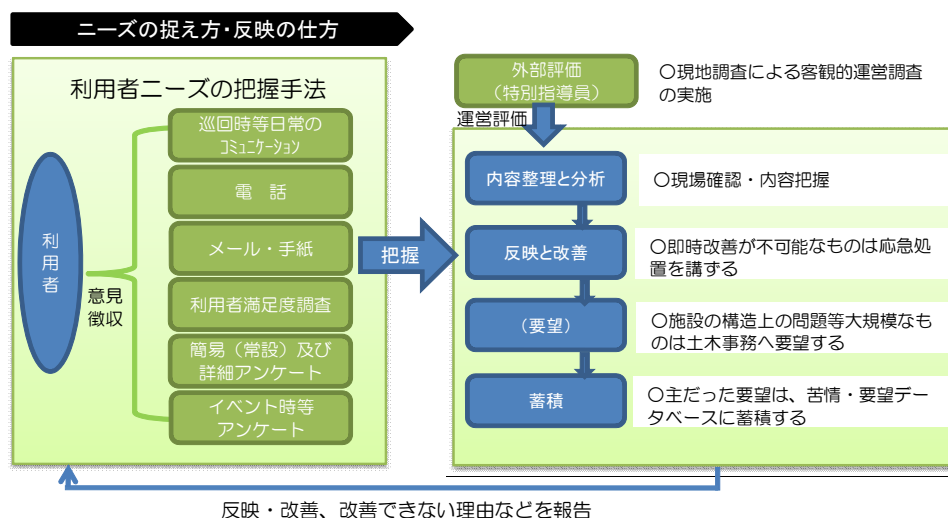 ニーズの捉え方・反映の仕方
利用者ニーズの把握手法
利用者
意見
徴収
巡回時等日常の
ｺﾐｭﾆｹｰｼｮﾝ
電　話
メール・手紙
利用者満足度調査
簡易（常設）及び
詳細アンケート
イベント時等
アンケート
把握
外部評価
（特別指導員）
〇現地調査による客観的運営調査
の実施
運営評価
内容整理と分析
〇現場確認・内容把握
反映と改善
〇即時改善が不可能なものは応急処
置を講ずる
（要望）
〇施設の構造上の問題等大規模なも
のは土木事務へ要望する
蓄積
〇主だった要望は、苦情・要望デー
タベースに蓄積する
反映・改善、改善できない理由などを報告